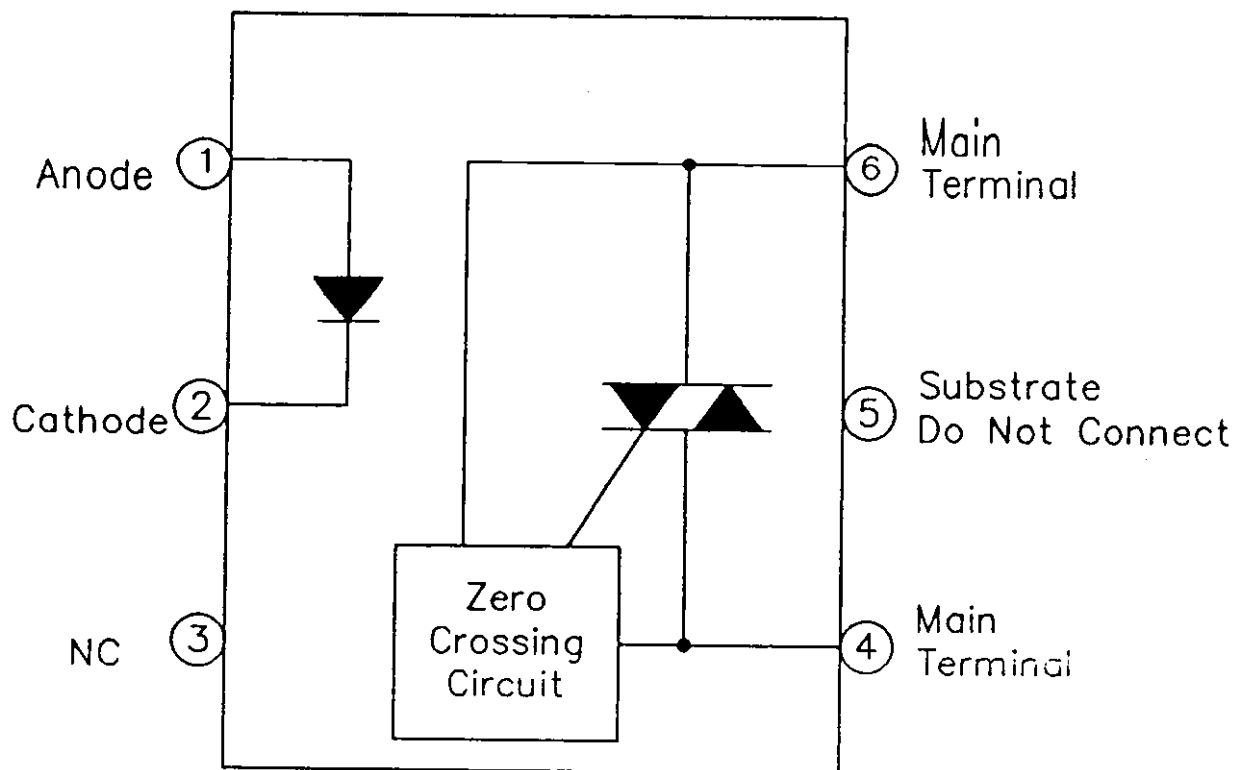 Anode 1
Cathode 2
NC 3
6 Main
Terminal
5 Substrate
Do Not Connect
4 Main
Terminal
Zero
Crossing
Circuit